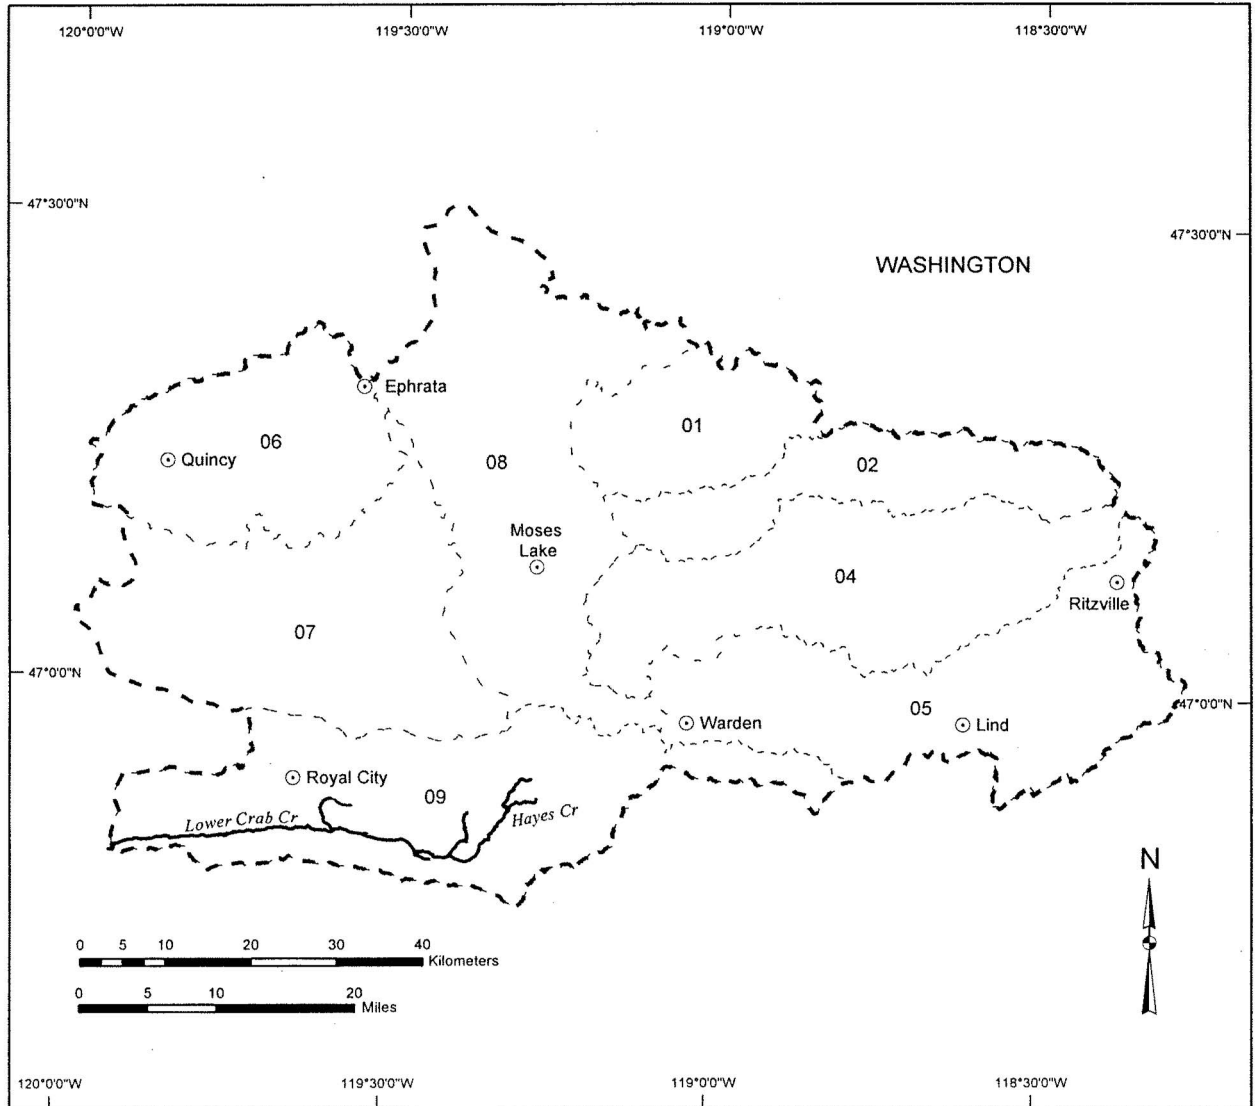 120°0'0"W 119°30'0"W 119°0'0"W 118°30'0"W
47°30'0"N
47°30'0"N
WASHINGTON
Ephrata
01
06
Quincy
08
02
Moses
Lake
04
Ritzville
07
47°0'0"N
47°0'0"N
05
Warden
Lind
Royal City
09
Lower Crab Cr
Hayes Cr
N
0 5 10 20 30 40
Kilometers
0 5 10 20
Miles
120°0'0"W 119°30'0"W 119°0'0"W 118°30'0"W